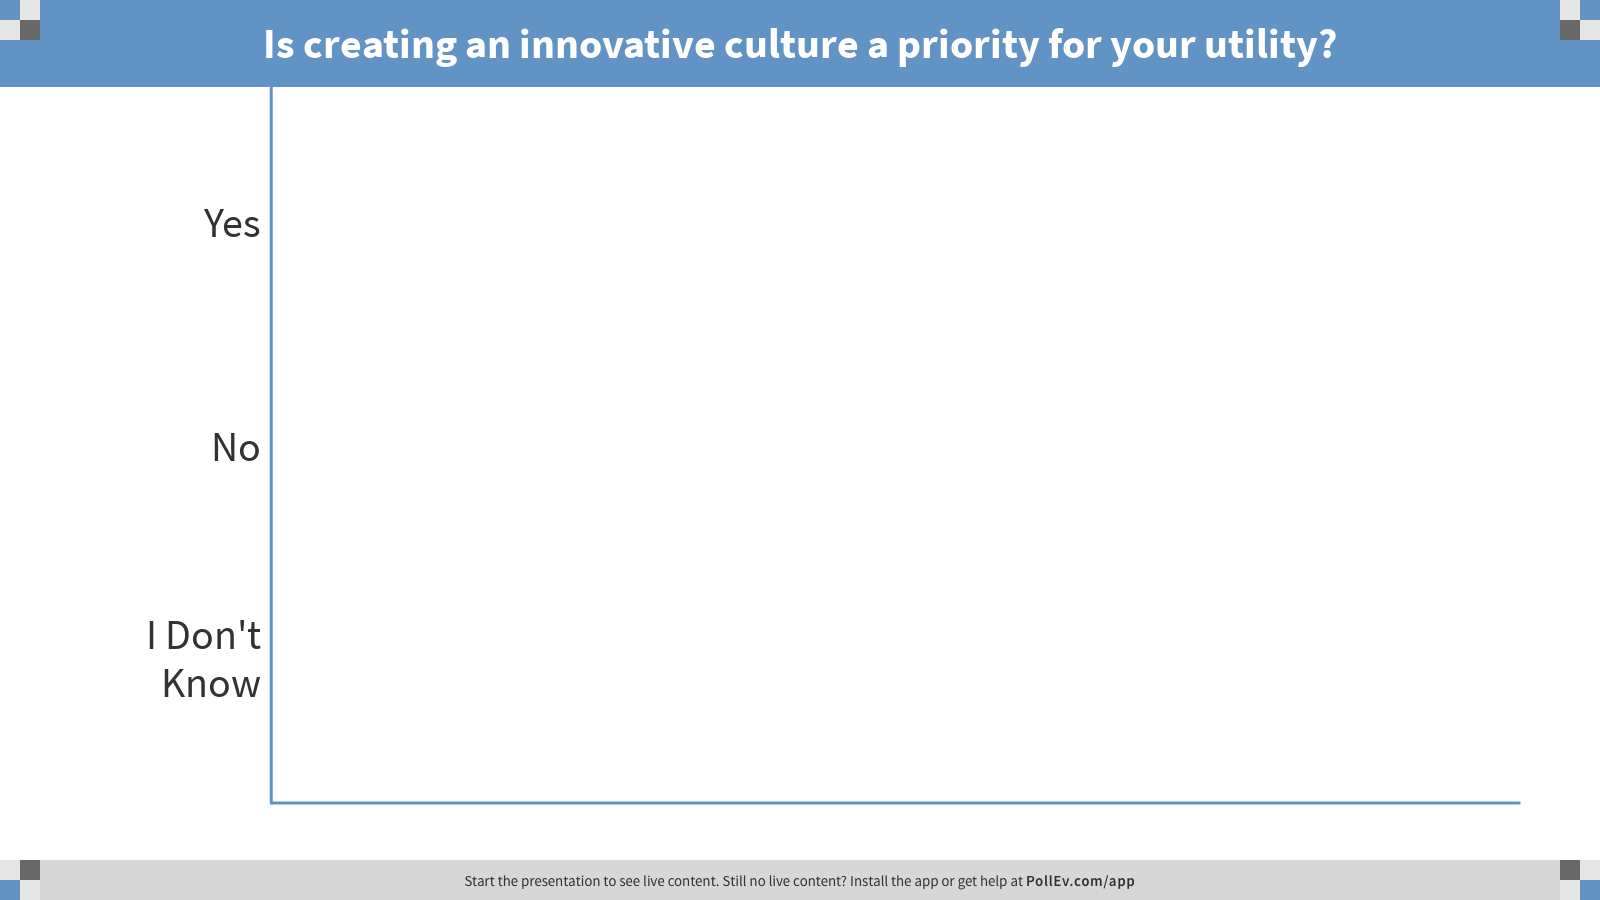 Is creating an innovative culture a priority for your utility?
Yes
No
I Don't
Know
Start the presentation to see live content. Still no live content? Install the app or get help at PollEv.com/app